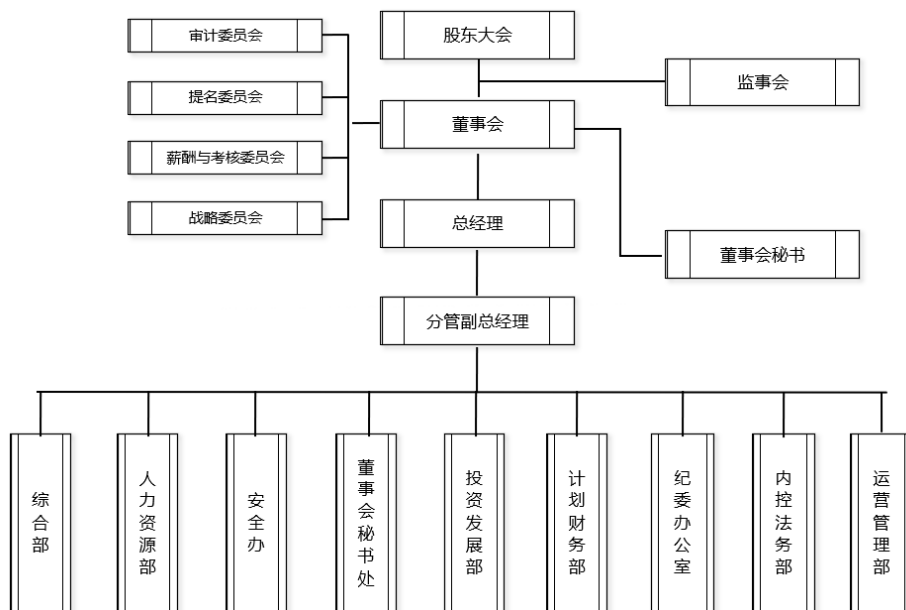 审计委员会
股东大会
监事会
提名委员会
董事会
薪酬与考核委员会
战略委员会
总经理
董事会秘书
分管副总经理
综合部
人力资源部
安全办
董事会秘书处
投资发展部
计划财务部
纪委办公室
内控法务部
运营管理部